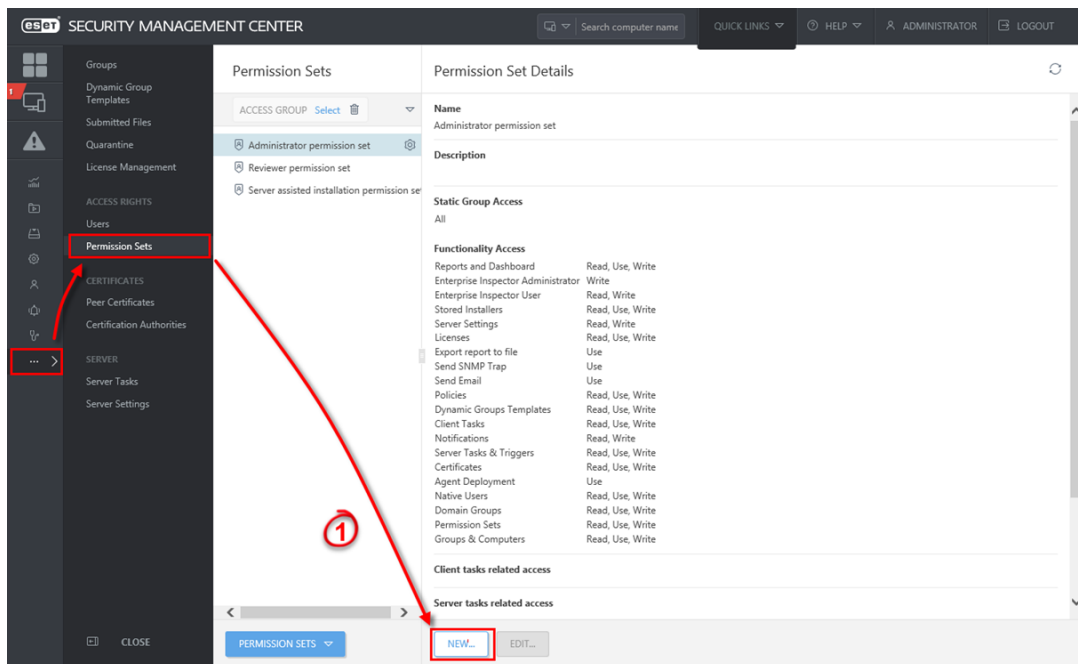 eset SECURITY MANAGEMENT CENTER
Search computer name
QUICK LINKS
HELP
ADMINISTRATOR
LOGOUT
1
Groups
Dynamic Group
Templates
Submitted Files
Quarantine
License Management
ACCESS RIGHTS
Users
Permission Sets
CERTIFICATES
Peer Certificates
Certification Authorities
SERVER
Server Tasks
Server Settings
CLOSE
Permission Sets
ACCESS GROUP Select
Administrator permission set
Reviewer permission set
Server assisted installation permission se
1
PERMISSION SETS
Permission Set Details
Name
Administrator permission set
Description
Static Group Access
All
Functionality Access
Reports and Dashboard Read, Use, Write
Enterprise Inspector Administrator Write
Enterprise Inspector User Read, Write
Stored Installers Read, Use, Write
Server Settings Read, Write
Licenses Read, Use, Write
Export report to file Use
Send SNMP Trap Use
Send Email Use
Policies Read, Use, Write
Dynamic Groups Templates Read, Use, Write
Client Tasks Read, Use, Write
Notifications Read, Write
Server Tasks & Triggers Read, Use, Write
Certificates Read, Use, Write
Agent Deployment Use
Native Users Read, Use, Write
Domain Groups Read, Use, Write
Permission Sets Read, Use, Write
Groups & Computers Read, Use, Write
Client tasks related access
Server tasks related access
NEW...
EDIT...